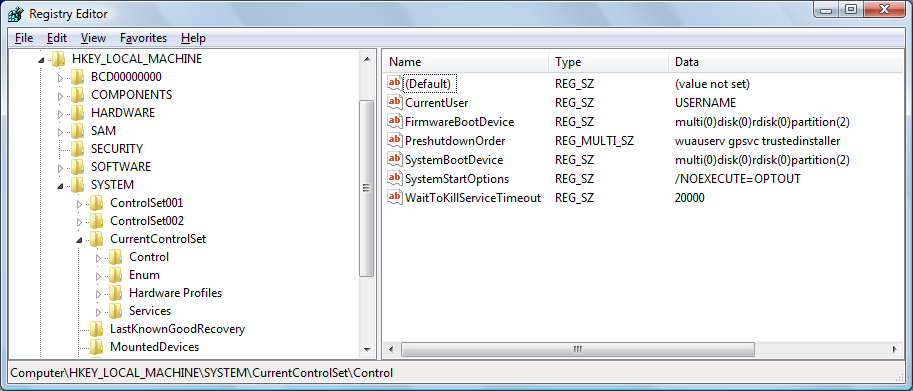 Registry Editor
File Edit View Favorites Help
HKEY_LOCAL_MACHINE
BCD00000000
COMPONENTS
HARDWARE
SAM
SECURITY
SOFTWARE
SYSTEM
ControlSet001
ControlSet002
CurrentControlSet
Control
Enum
Hardware Profiles
Services
LastKnownGoodRecovery
MountedDevices
Name Type Data
ab (Default) REG_SZ (value not set)
ab CurrentUser REG_SZ USERNAME
ab FirmwareBootDevice REG_SZ multi(0)disk(0)rdisk(0)partition(2)
ab PreshutdownOrder REG_MULTI_SZ wuauserv gpsvc trustedinstaller
ab SystemBootDevice REG_SZ multi(0)disk(0)rdisk(0)partition(2)
ab SystemStartOptions REG_SZ /NOEXECUTE=OPTOUT
ab WaitToKillServiceTimeout REG_SZ 20000
Computer\HKEY_LOCAL_MACHINE\SYSTEM\CurrentControlSet\Control